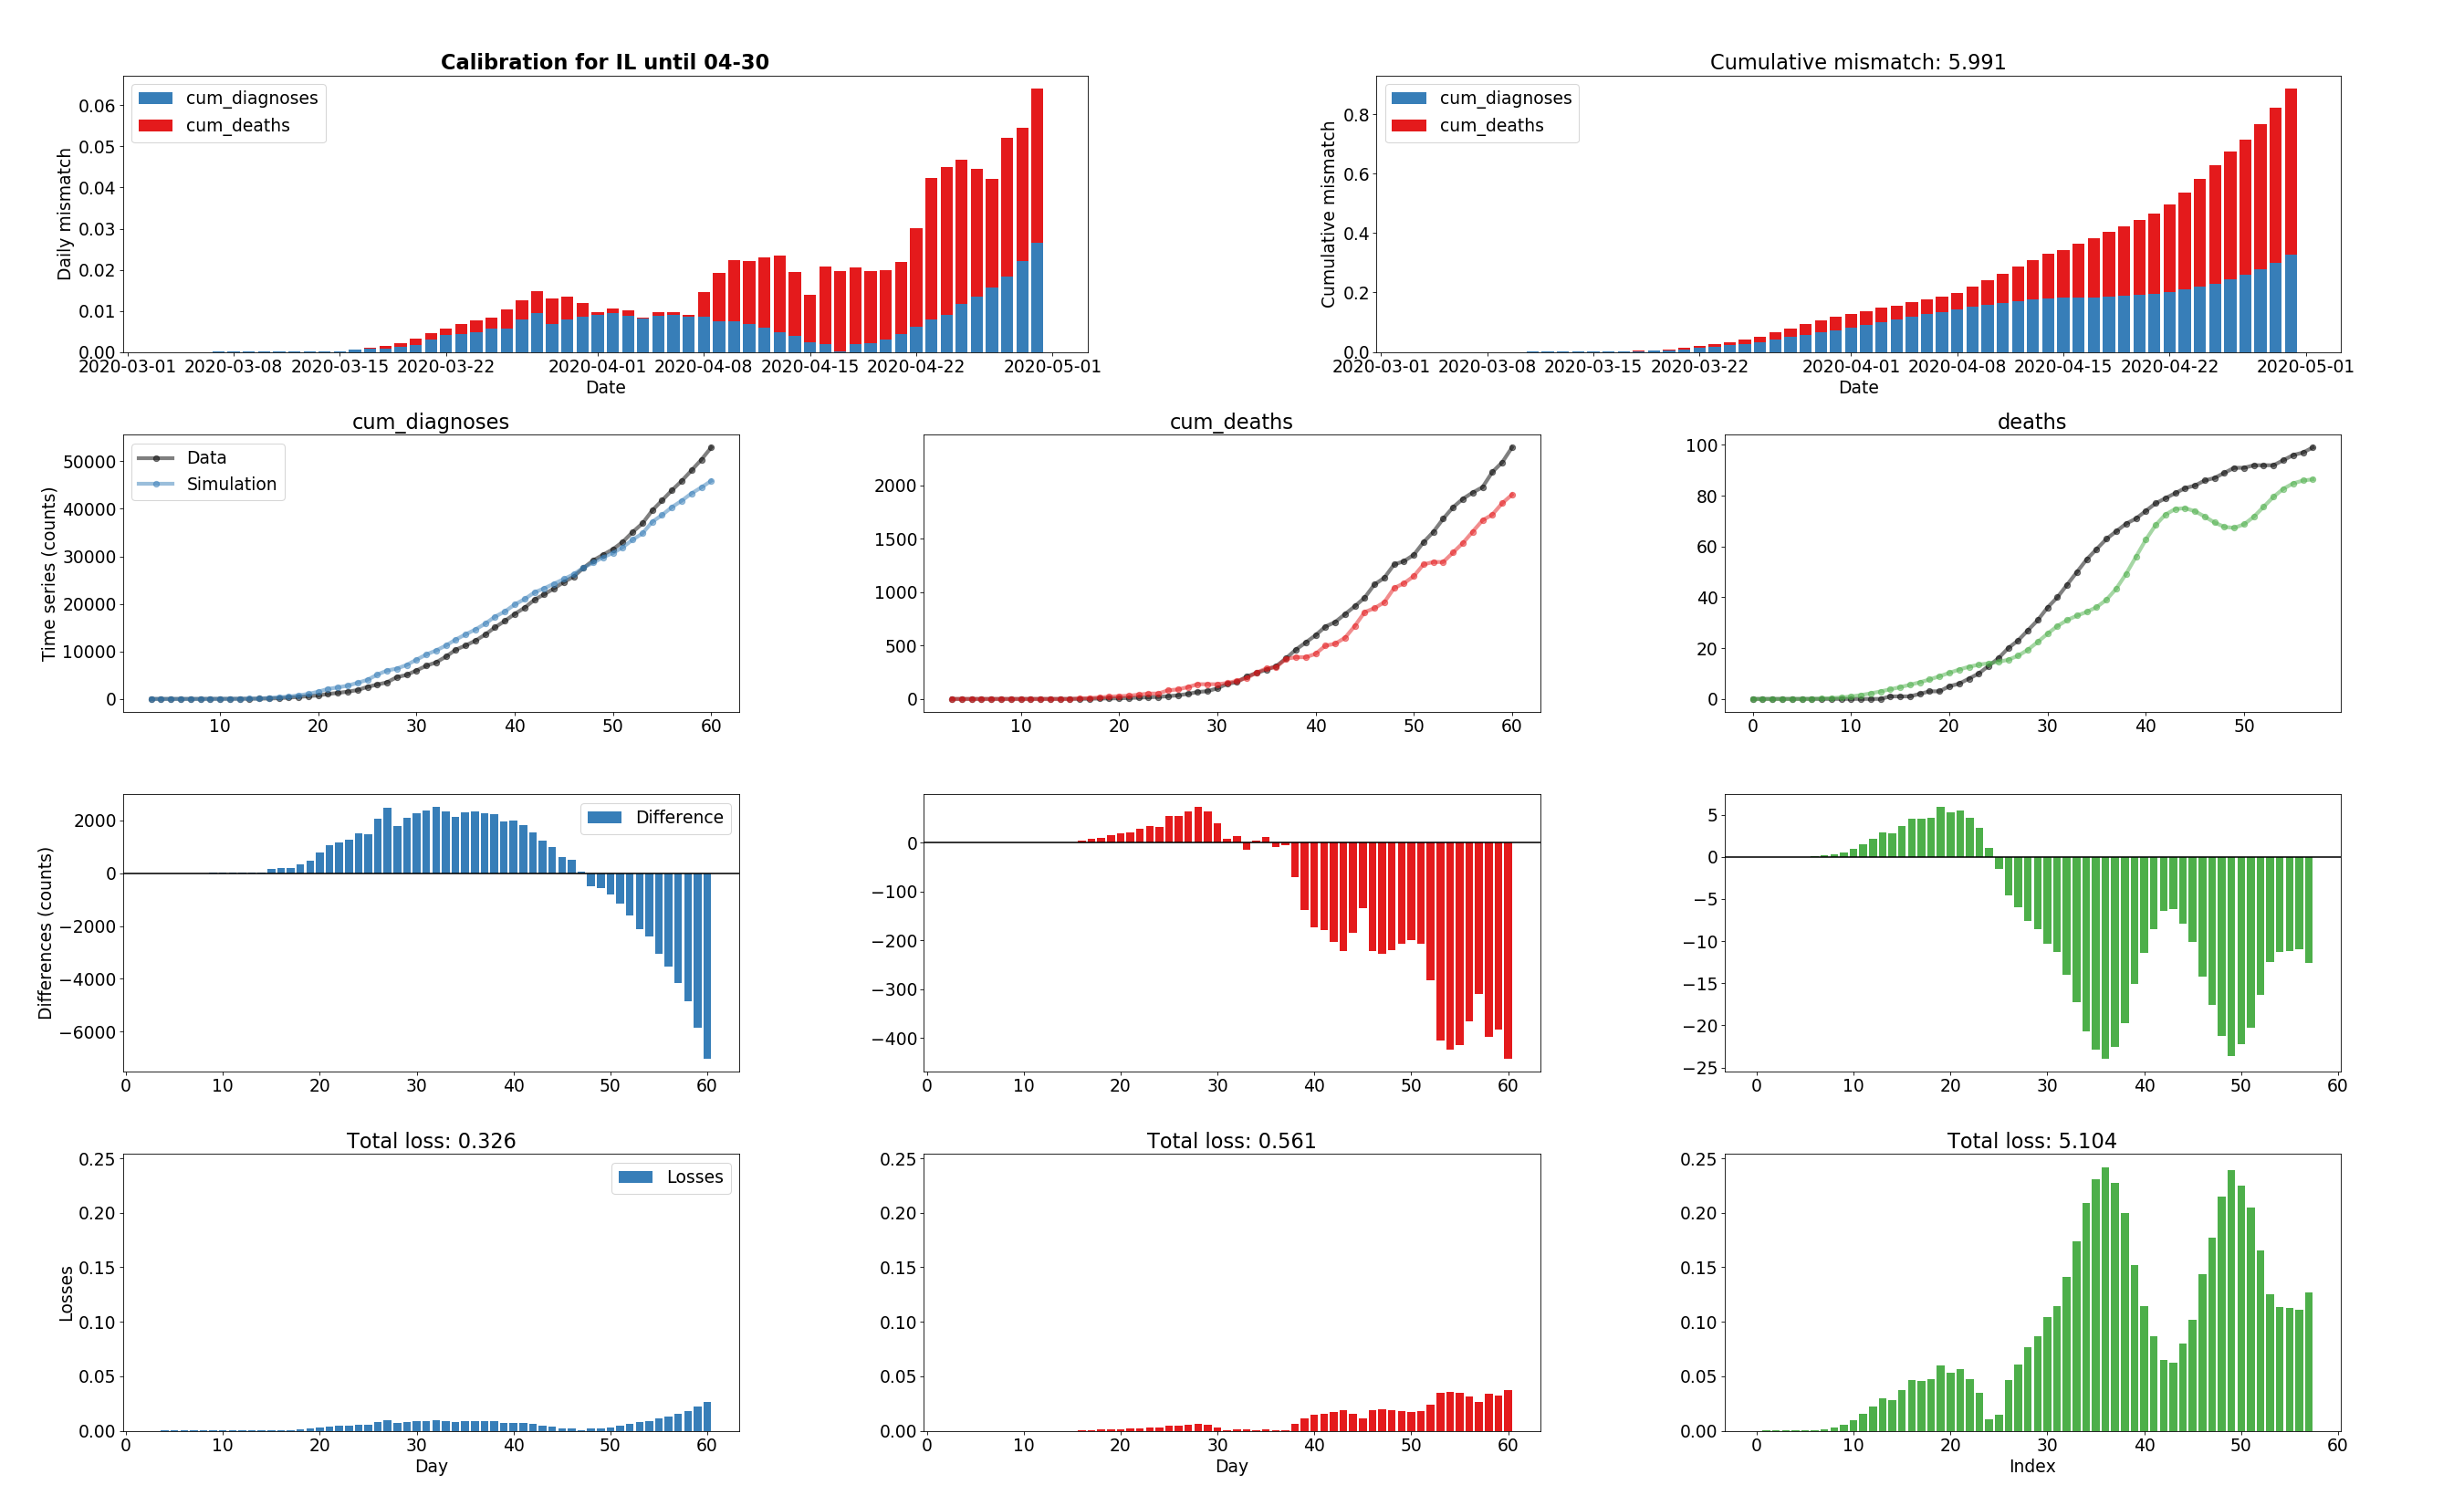 Calibration for IL until 04-30
Daily mismatch
0.06
0.05
0.04
0.03
0.02
0.01
0.00
cum_diagnoses
cum_deaths
2020-03-01 2020-03-08 2020-03-15 2020-03-22 2020-04-01 2020-04-08 2020-04-15 2020-04-22 2020-05-01
Date
Cumulative mismatch: 5.991
Cumulative mismatch
0.8
0.6
0.4
0.2
0.0
cum_diagnoses
cum_deaths
2020-03-01 2020-03-08 2020-03-15 2020-03-22 2020-04-01 2020-04-08 2020-04-15 2020-04-22 2020-05-01
Date
cum_diagnoses
Time series (counts)
50000
40000
30000
20000
10000
0
Data
Simulation
10 20 30 40 50 60
cum_deaths
2000
1500
1000
500
0
10 20 30 40 50 60
deaths
100
80
60
40
20
0
0 10 20 30 40 50
Differences (counts)
2000
0
−2000
−4000
−6000
Difference
0 10 20 30 40 50 60
0
−100
−200
−300
−400
0 10 20 30 40 50 60
5
0
−5
−10
−15
−20
−25
0 10 20 30 40 50 60
Total loss: 0.326
Losses
0.25
0.20
0.15
0.10
0.05
0.00
Losses
0 10 20 30 40 50 60
Day
Total loss: 0.561
0.25
0.20
0.15
0.10
0.05
0.00
0 10 20 30 40 50 60
Day
Total loss: 5.104
0.25
0.20
0.15
0.10
0.05
0.00
0 10 20 30 40 50 60
Index